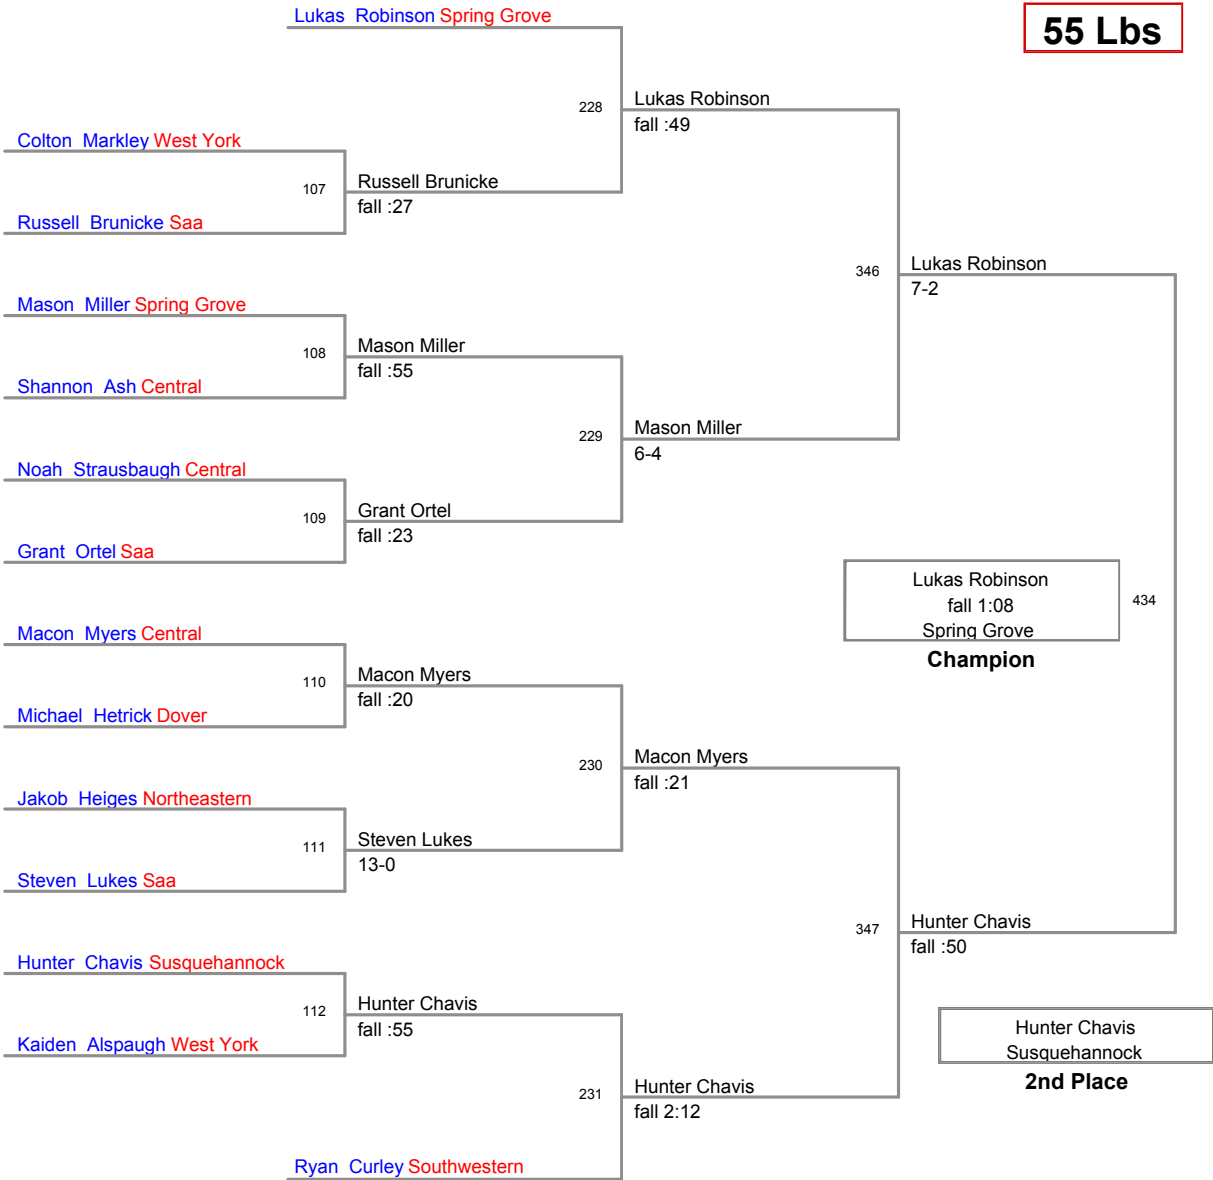 Lukas Robinson Spring Grove
55 Lbs
228
Lukas Robinson
fall :49
Colton Markley West York
107
Russell Brunicke
fall :27
Russell Brunicke Saa
346
Lukas Robinson
7-2
Mason Miller Spring Grove
108
Mason Miller
fall :55
Shannon Ash Central
229
Mason Miller
6-4
Noah Strausbaugh Central
109
Grant Ortel
fall :23
Grant Ortel Saa
Lukas Robinson
fall 1:08
Spring Grove
434
Champion
Macon Myers Central
110
Macon Myers
fall :20
Michael Hetrick Dover
230
Macon Myers
fall :21
Jakob Heiges Northeastern
111
Steven Lukes
13-0
Steven Lukes Saa
347
Hunter Chavis
fall :50
Hunter Chavis Susquehannock
112
Hunter Chavis
fall :55
Kaiden Alspaugh West York
Hunter Chavis
Susquehannock
2nd Place
231
Hunter Chavis
fall 2:12
Ryan Curley Southwestern